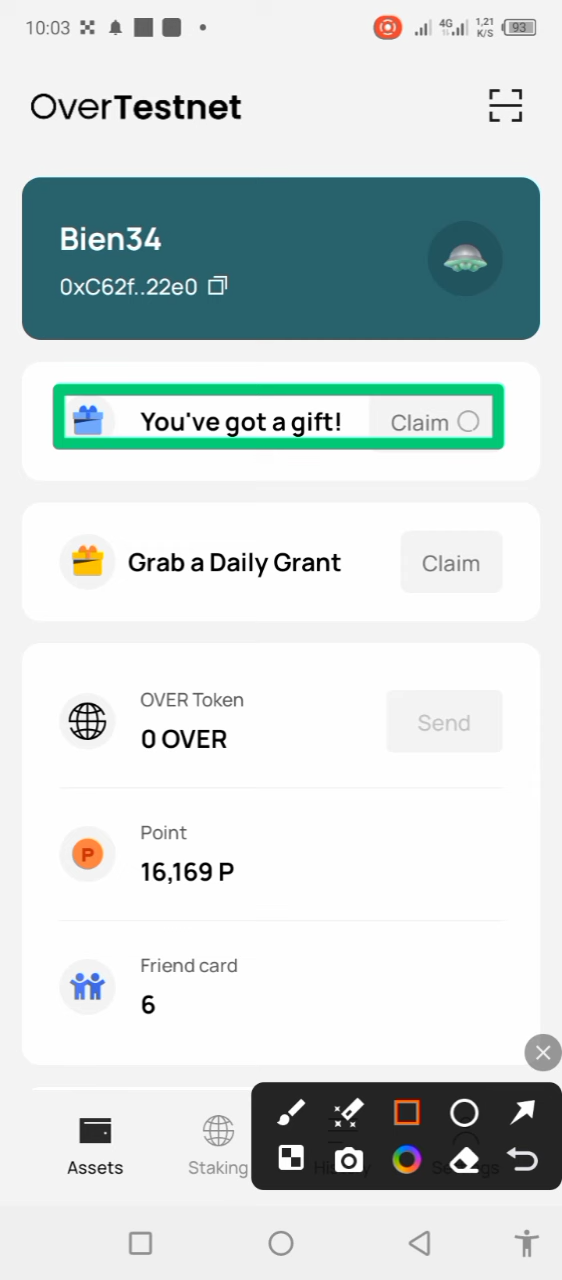 10:03 4G 1,21 K/S 93
OverTestnet
Bien34
0xC62f..22e0
You've got a gift! Claim
Grab a Daily Grant Claim
OVER Token
0 OVER Send
Point
P 16,169 P
Friend card
6
Assets Staking